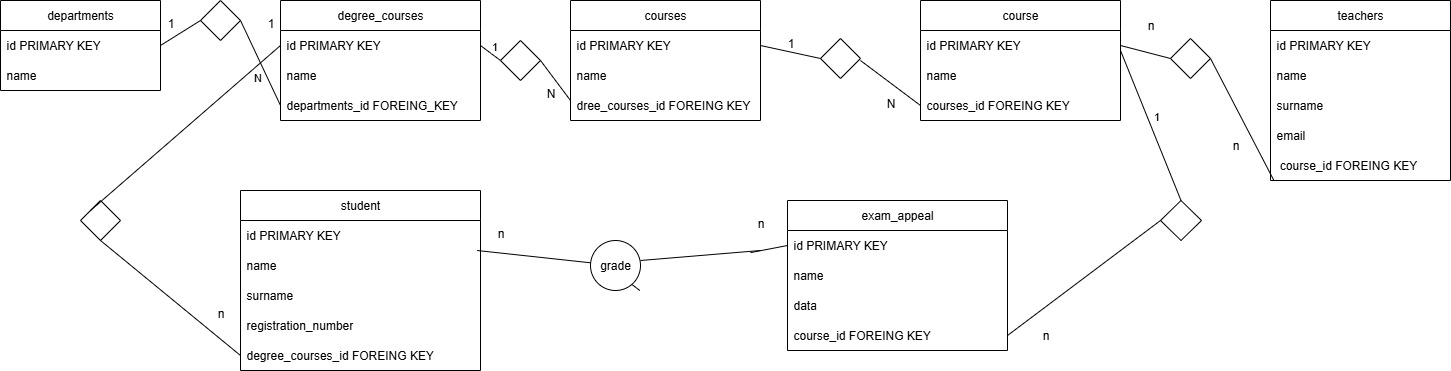 departments
id PRIMARY KEY
name
1
1
N
degree_courses
id PRIMARY KEY
name
departments_id FOREING_KEY
1
N
courses
id PRIMARY KEY
name
dree_courses_id FOREING KEY
1
N
course
id PRIMARY KEY
name
courses_id FOREING KEY
n
n
1
teachers
id PRIMARY KEY
name
surname
email
course_id FOREING KEY
n
student
id PRIMARY KEY
name
surname
registration_number
degree_courses_id FOREING KEY
n
grade
n
exam_appeal
id PRIMARY KEY
name
data
course_id FOREING KEY
n